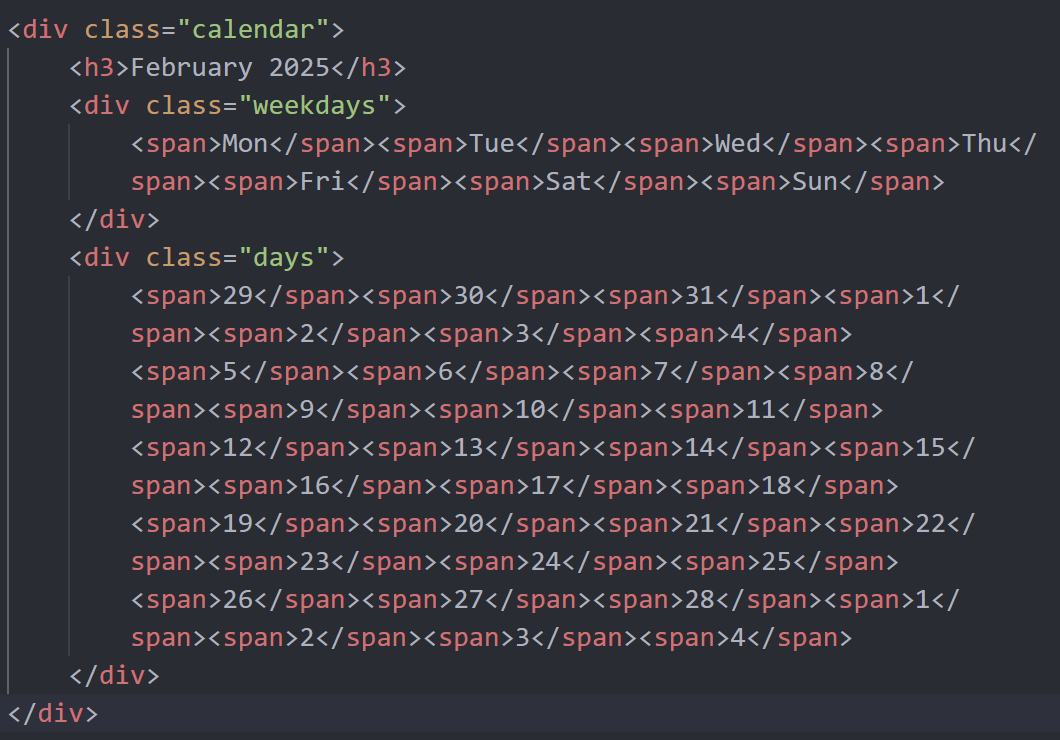 <div class="calendar">
<h3>February 2025</h3>
<div class="weekdays">
<span>Mon</span><span>Tue</span><span>Wed</span><span>Thu</
span><span>Fri</span><span>Sat</span><span>Sun</span>
</div>
<div class="days">
<span>29</span><span>30</span><span>31</span><span>1</
span><span>2</span><span>3</span><span>4</span>
<span>5</span><span>6</span><span>7</span><span>8</
span><span>9</span><span>10</span><span>11</span>
<span>12</span><span>13</span><span>14</span><span>15</
span><span>16</span><span>17</span><span>18</span>
<span>19</span><span>20</span><span>21</span><span>22</
span><span>23</span><span>24</span><span>25</span>
<span>26</span><span>27</span><span>28</span><span>1</
span><span>2</span><span>3</span><span>4</span>
</div>
</div>